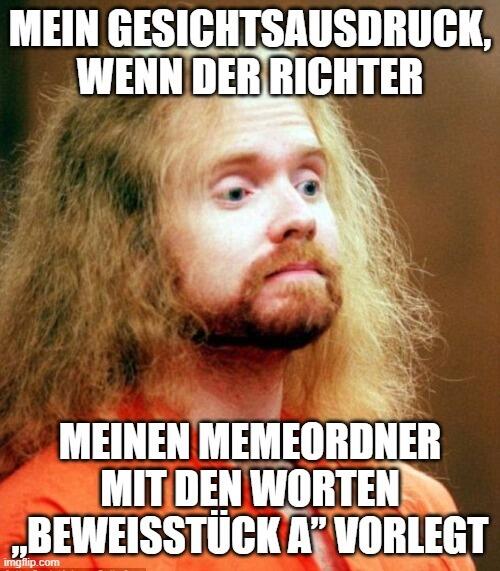 MEIN GESICHTSAUSDRUCK,
WENN DER RICHTER
MEINEN MEMEORDNER
MIT DEN WORTEN
„BEWEISSTÜCK A” VORLEGT
imgflip.com